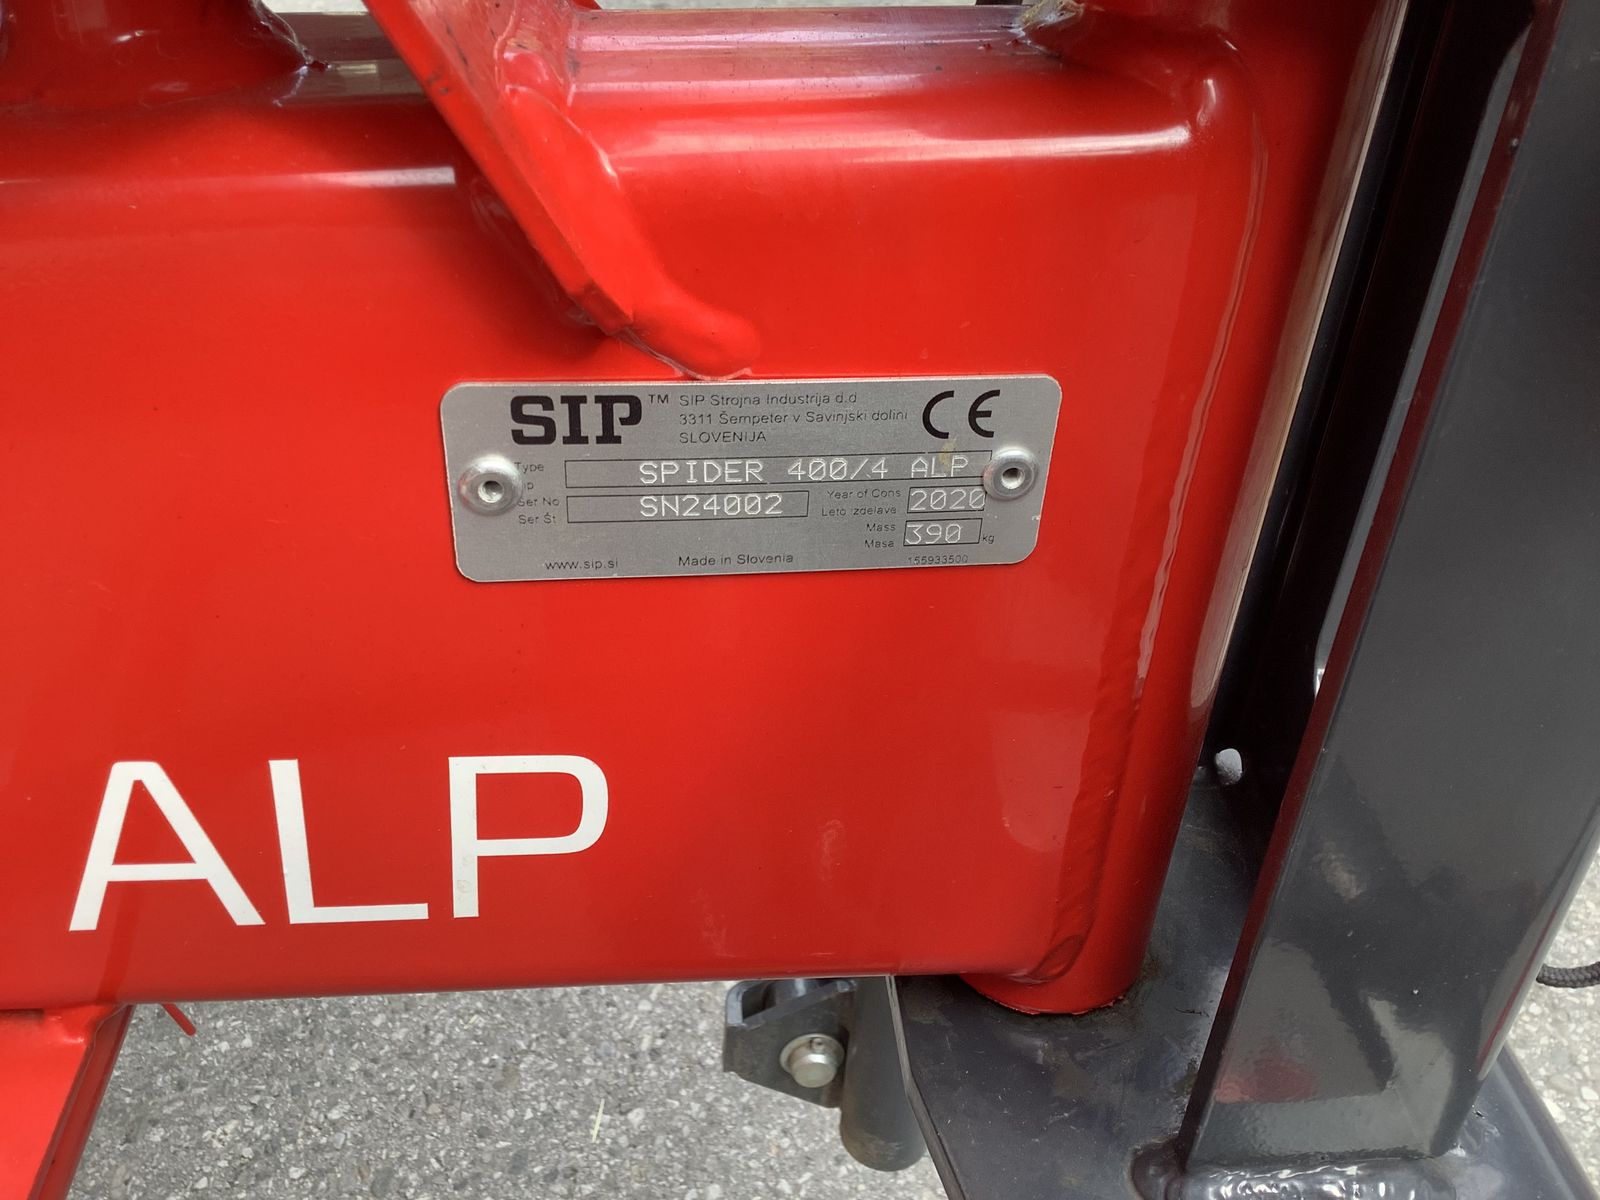 SIP™ SIP Strojna Industrija d.d
3311 Šempeter v Savinjski dolini
SLOVENIJA
CE
Type SPIDER 400/4 ALP
Ser No SN24002
Ser Št
Year of Cons 2020
Leto izdelave
Mass 390 kg
Masa
www.sip.si Made in Slovenia 155933500
ALP